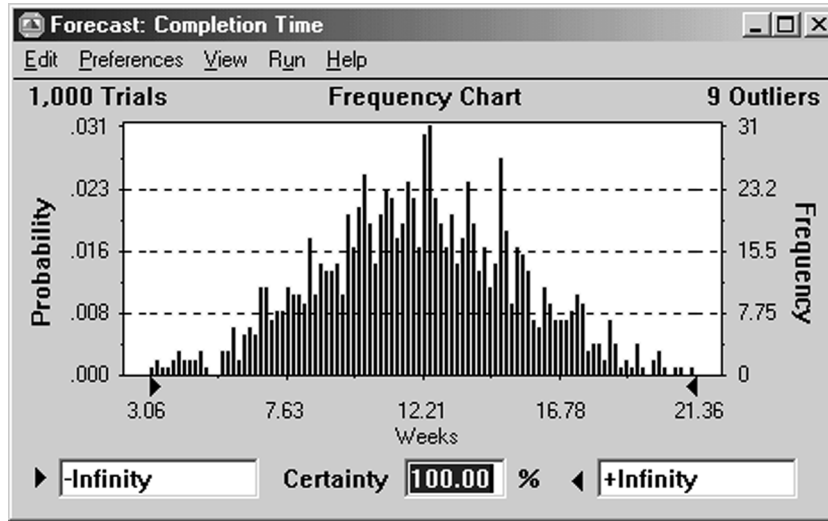 Forecast: Completion Time
Edit Preferences View Run Help
1,000 Trials Frequency Chart 9 Outliers
.031 31
.023 23.2
.016 15.5
.008 7.75
.000 0
Probability
Frequency
3.06 7.63 12.21 16.78 21.36
Weeks
-Infinity Certainty 100.00 % +Infinity